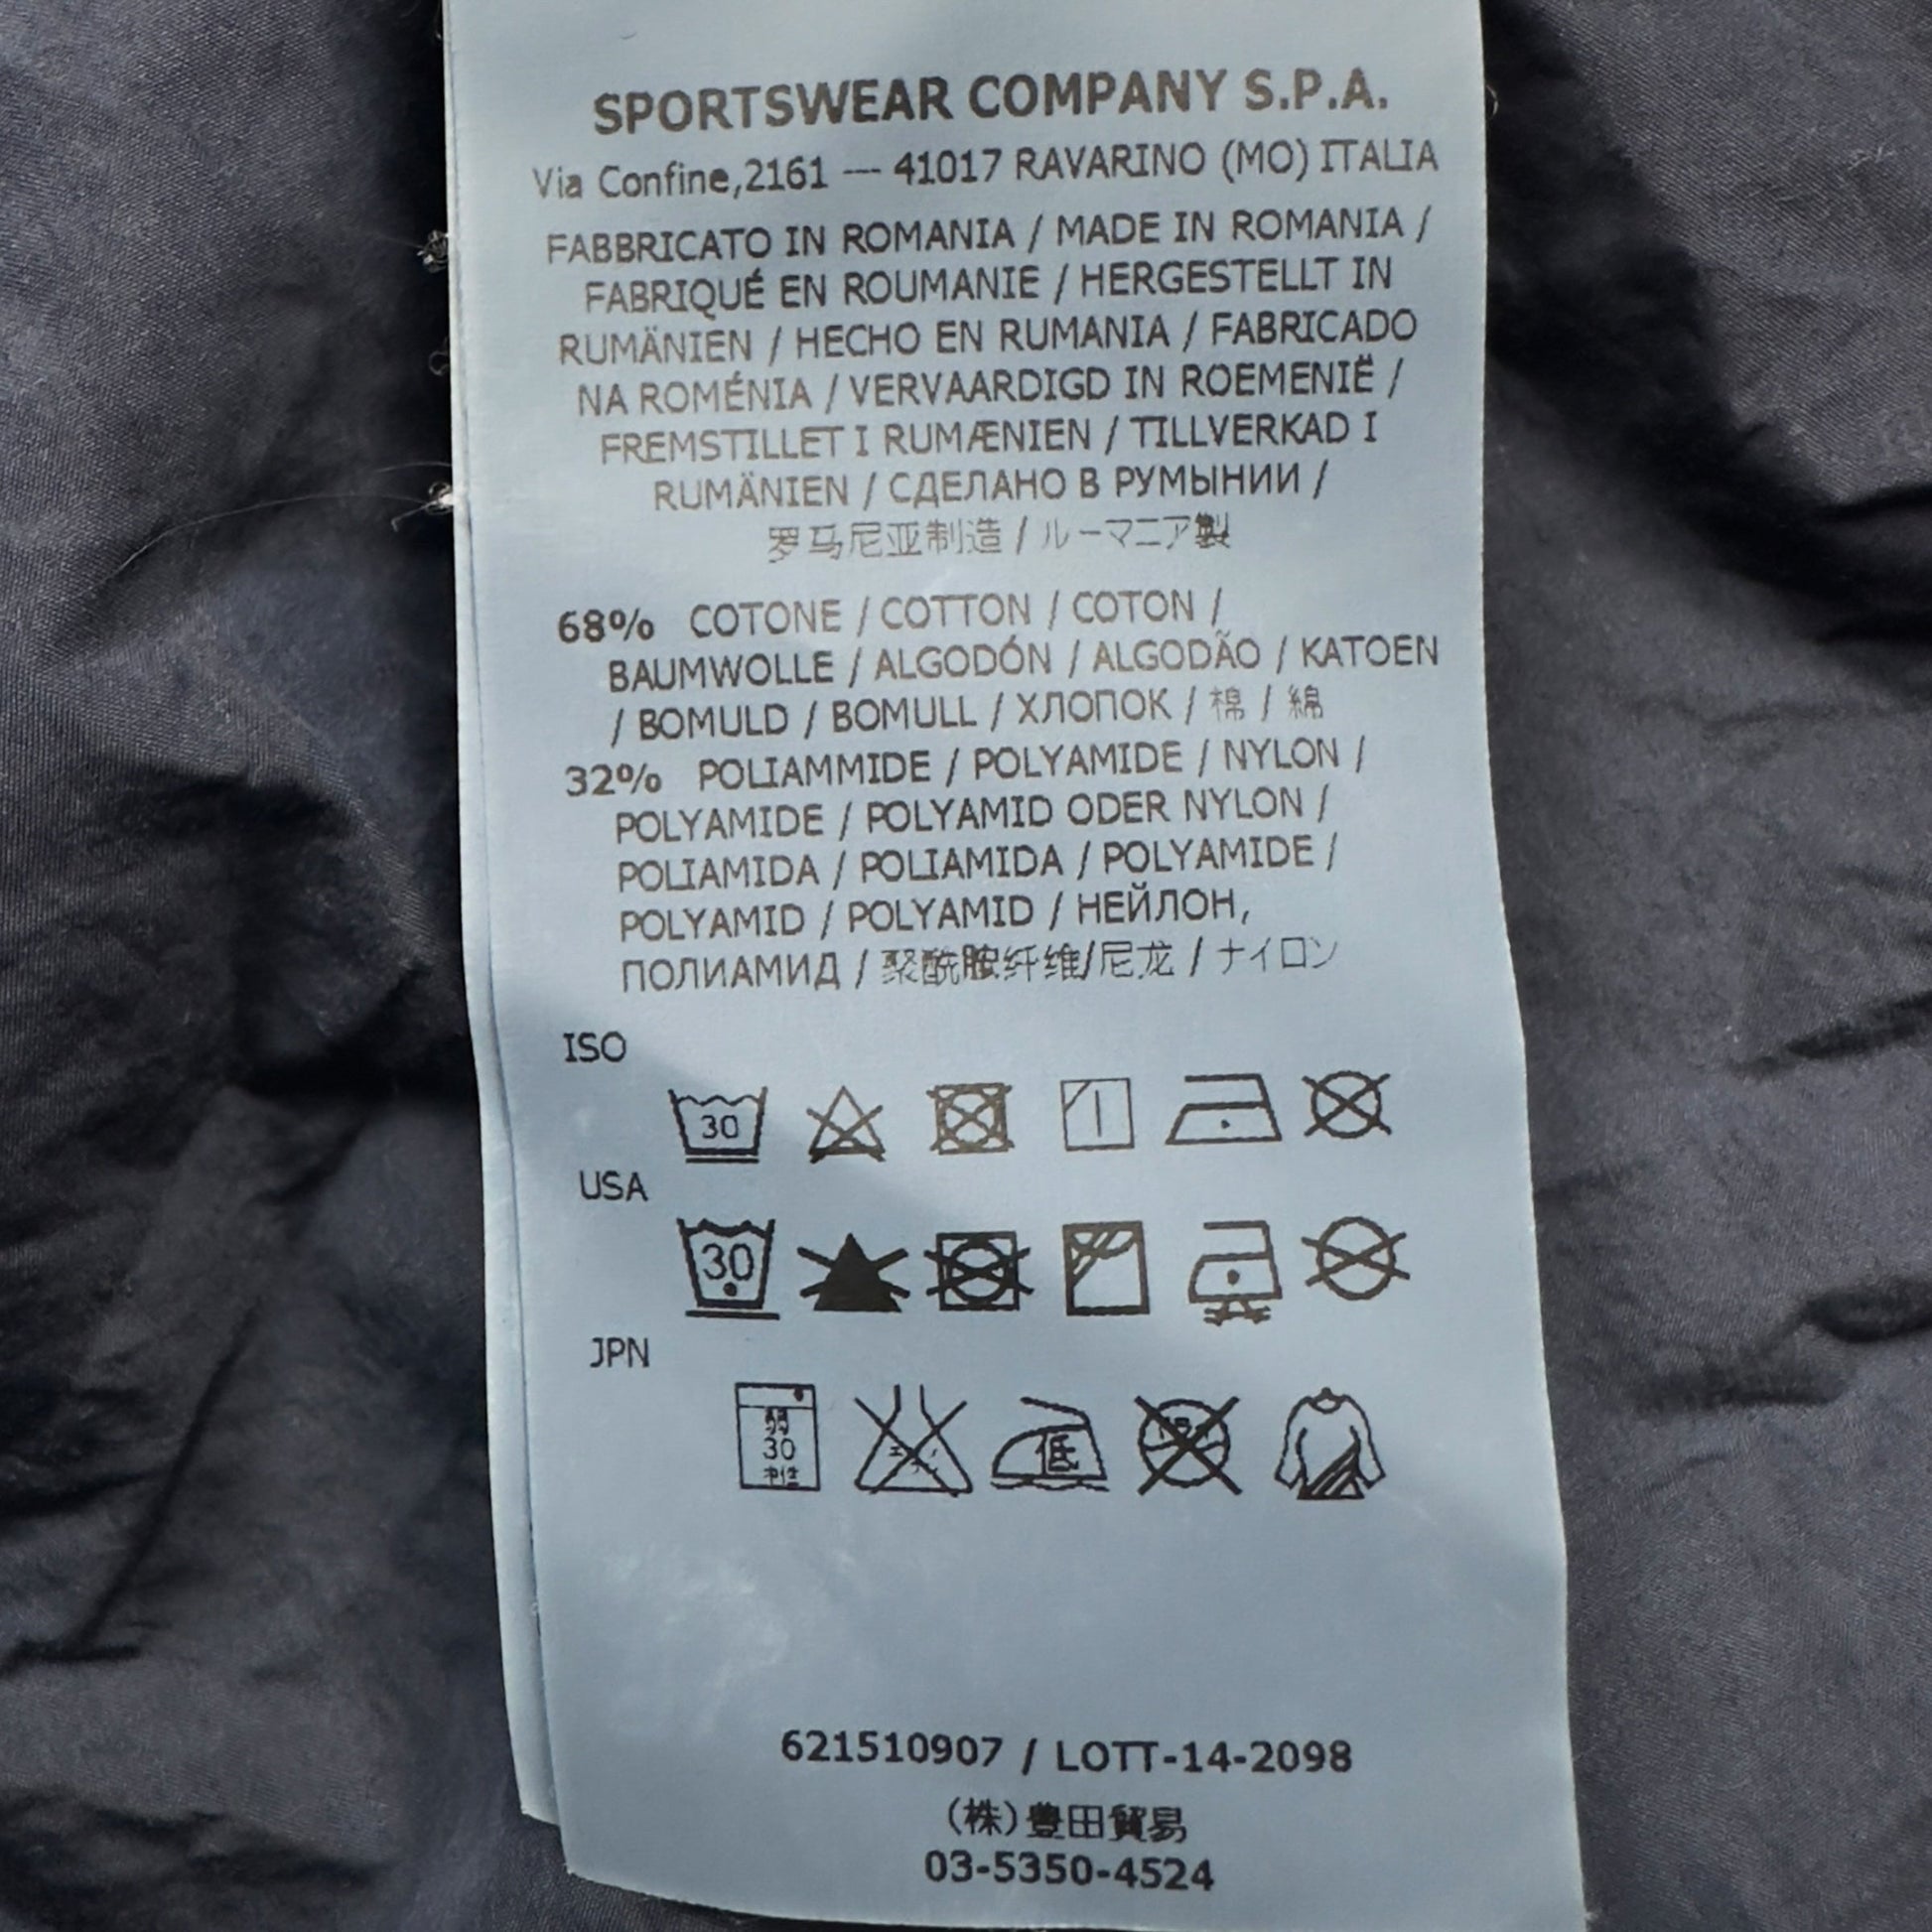 SPORTSWEAR COMPANY S.P.A.
Via Confine,2161 --- 41017 RAVARINO (MO) ITALIA
FABBRICATO IN ROMANIA / MADE IN ROMANIA /
FABRIQUÉ EN ROUMANIE / HERGESTELLT IN
RUMÄNIEN / HECHO EN RUMANIA / FABRICADO
NA ROMÉNIA / VERVAARDIGD IN ROEMENIË /
FREMSTILLET I RUMÆNIEN / TILLVERKAD I
RUMÄNIEN / СДЕЛАНО В РУМЫНИИ /
罗马尼亚制造 / ルーマニア製
68% COTONE / COTTON / COTON /
BAUMWOLLE / ALGODÓN / ALGODÃO / KATOEN
/ BOMULD / BOMULL / ХЛОПОК / 棉 / 綿
32% POLIAMMIDE / POLYAMIDE / NYLON /
POLYAMIDE / POLYAMID ODER NYLON /
POLIAMIDA / POLIAMIDA / POLYAMIDE /
POLYAMID / POLYAMID / НЕЙЛОН,
ПОЛИАМИД / 聚酰胺纤维/尼龙 / ナイロン
ISO
30
USA
30
JPN
弱
30
中性
低
621510907 / LOTT-14-2098
(株)豊田貿易
03-5350-4524